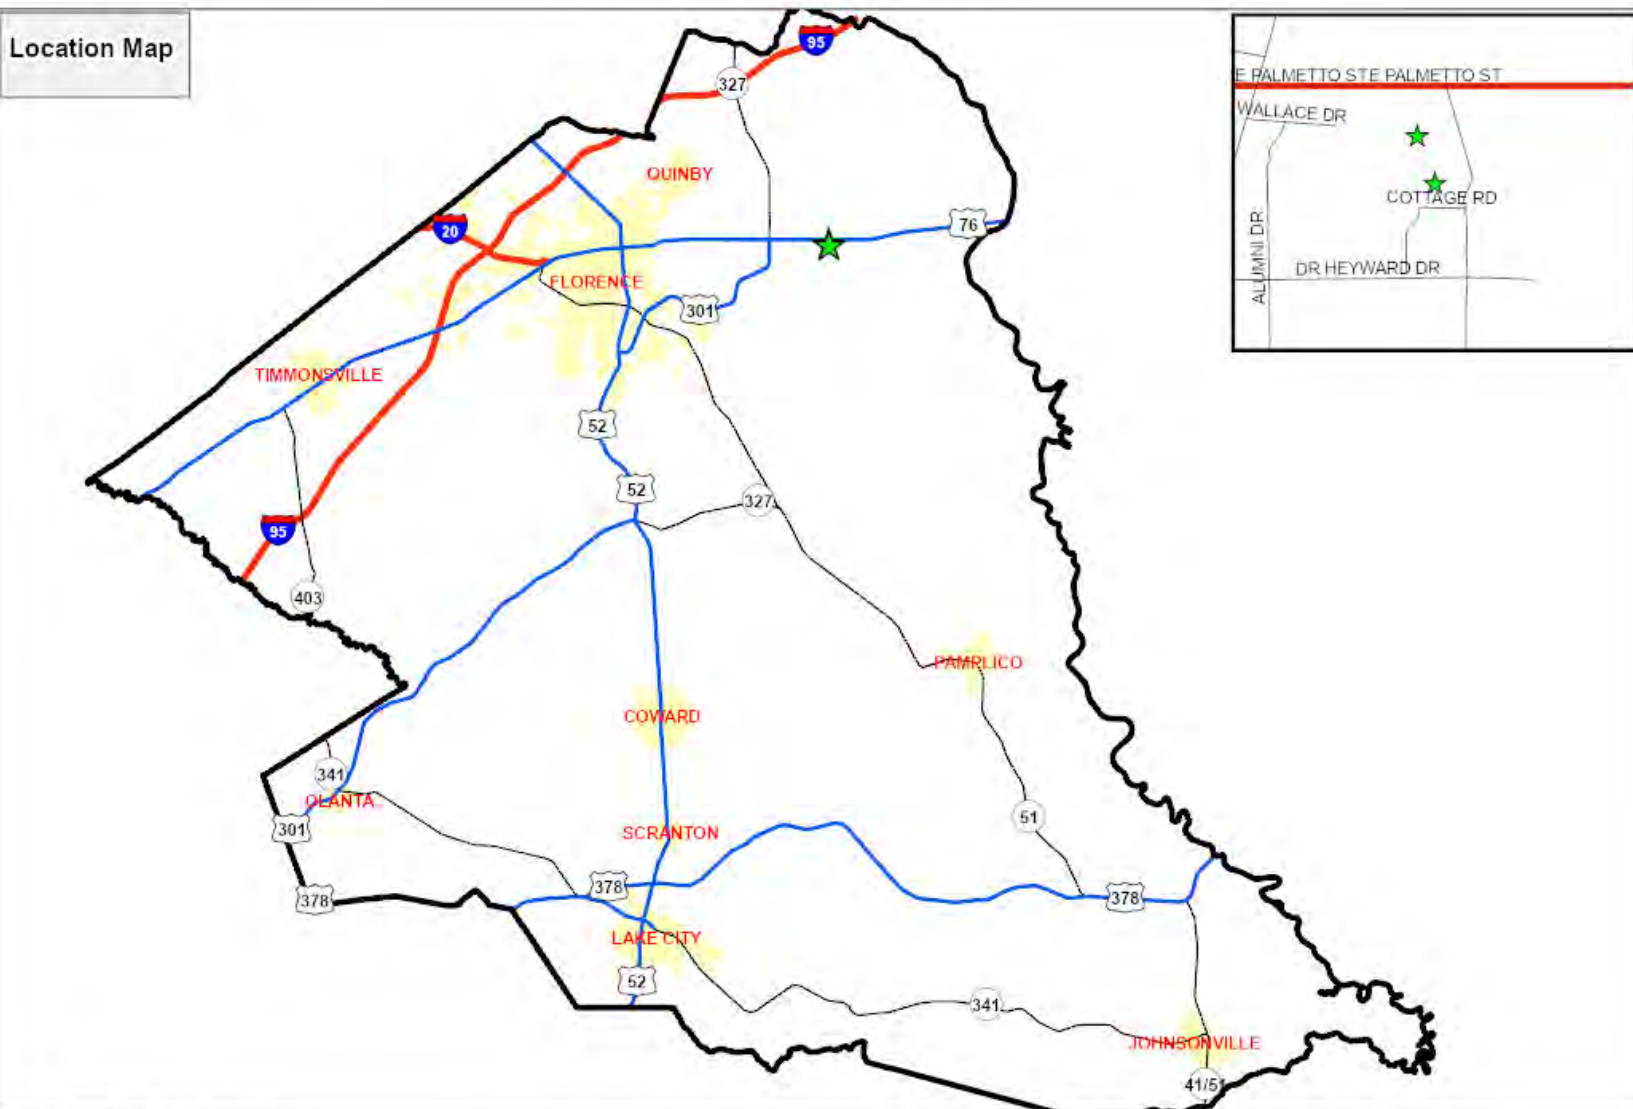 Location Map
95
327
E PALMETTO STE PALMETTO ST
WALLACE DR
QUINBY
COTTAGE RD
76
20
ALUMNI DR
DR HEYWARD DR
FLORENCE
301
TIMMONSVILLE
52
52
327
95
403
PAMPLICO
COWARD
341
OLANTA
51
301
SCRANTON
378
378
378
LAKE CITY
52
341
JOHNSONVILLE
41/51